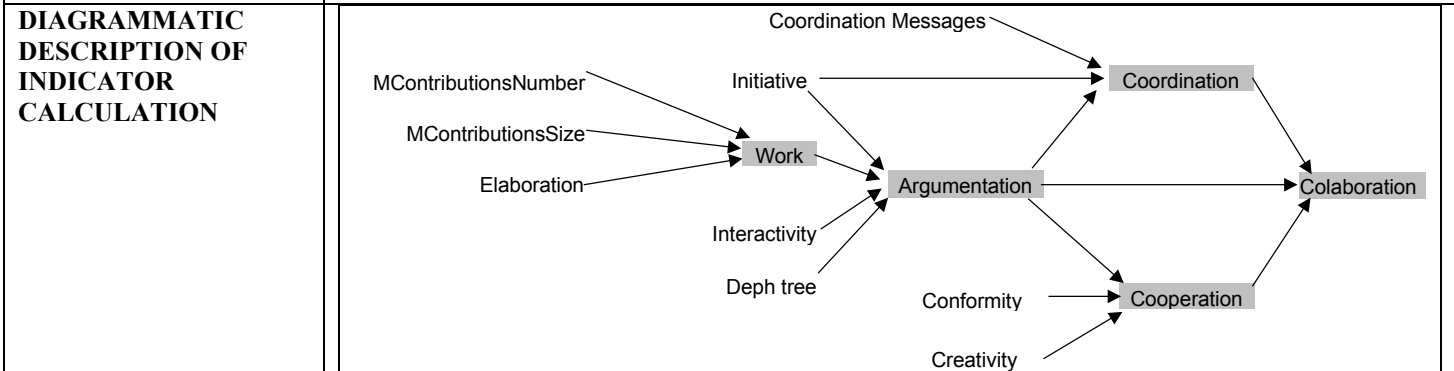 DIAGRAMMATIC
DESCRIPTION OF
INDICATOR
CALCULATION
Coordination Messages
MContributionsNumber
Initiative
Coordination
MContributionsSize
Work
Elaboration
Argumentation
Colaboration
Interactivity
Deph tree
Conformity
Cooperation
Creativity